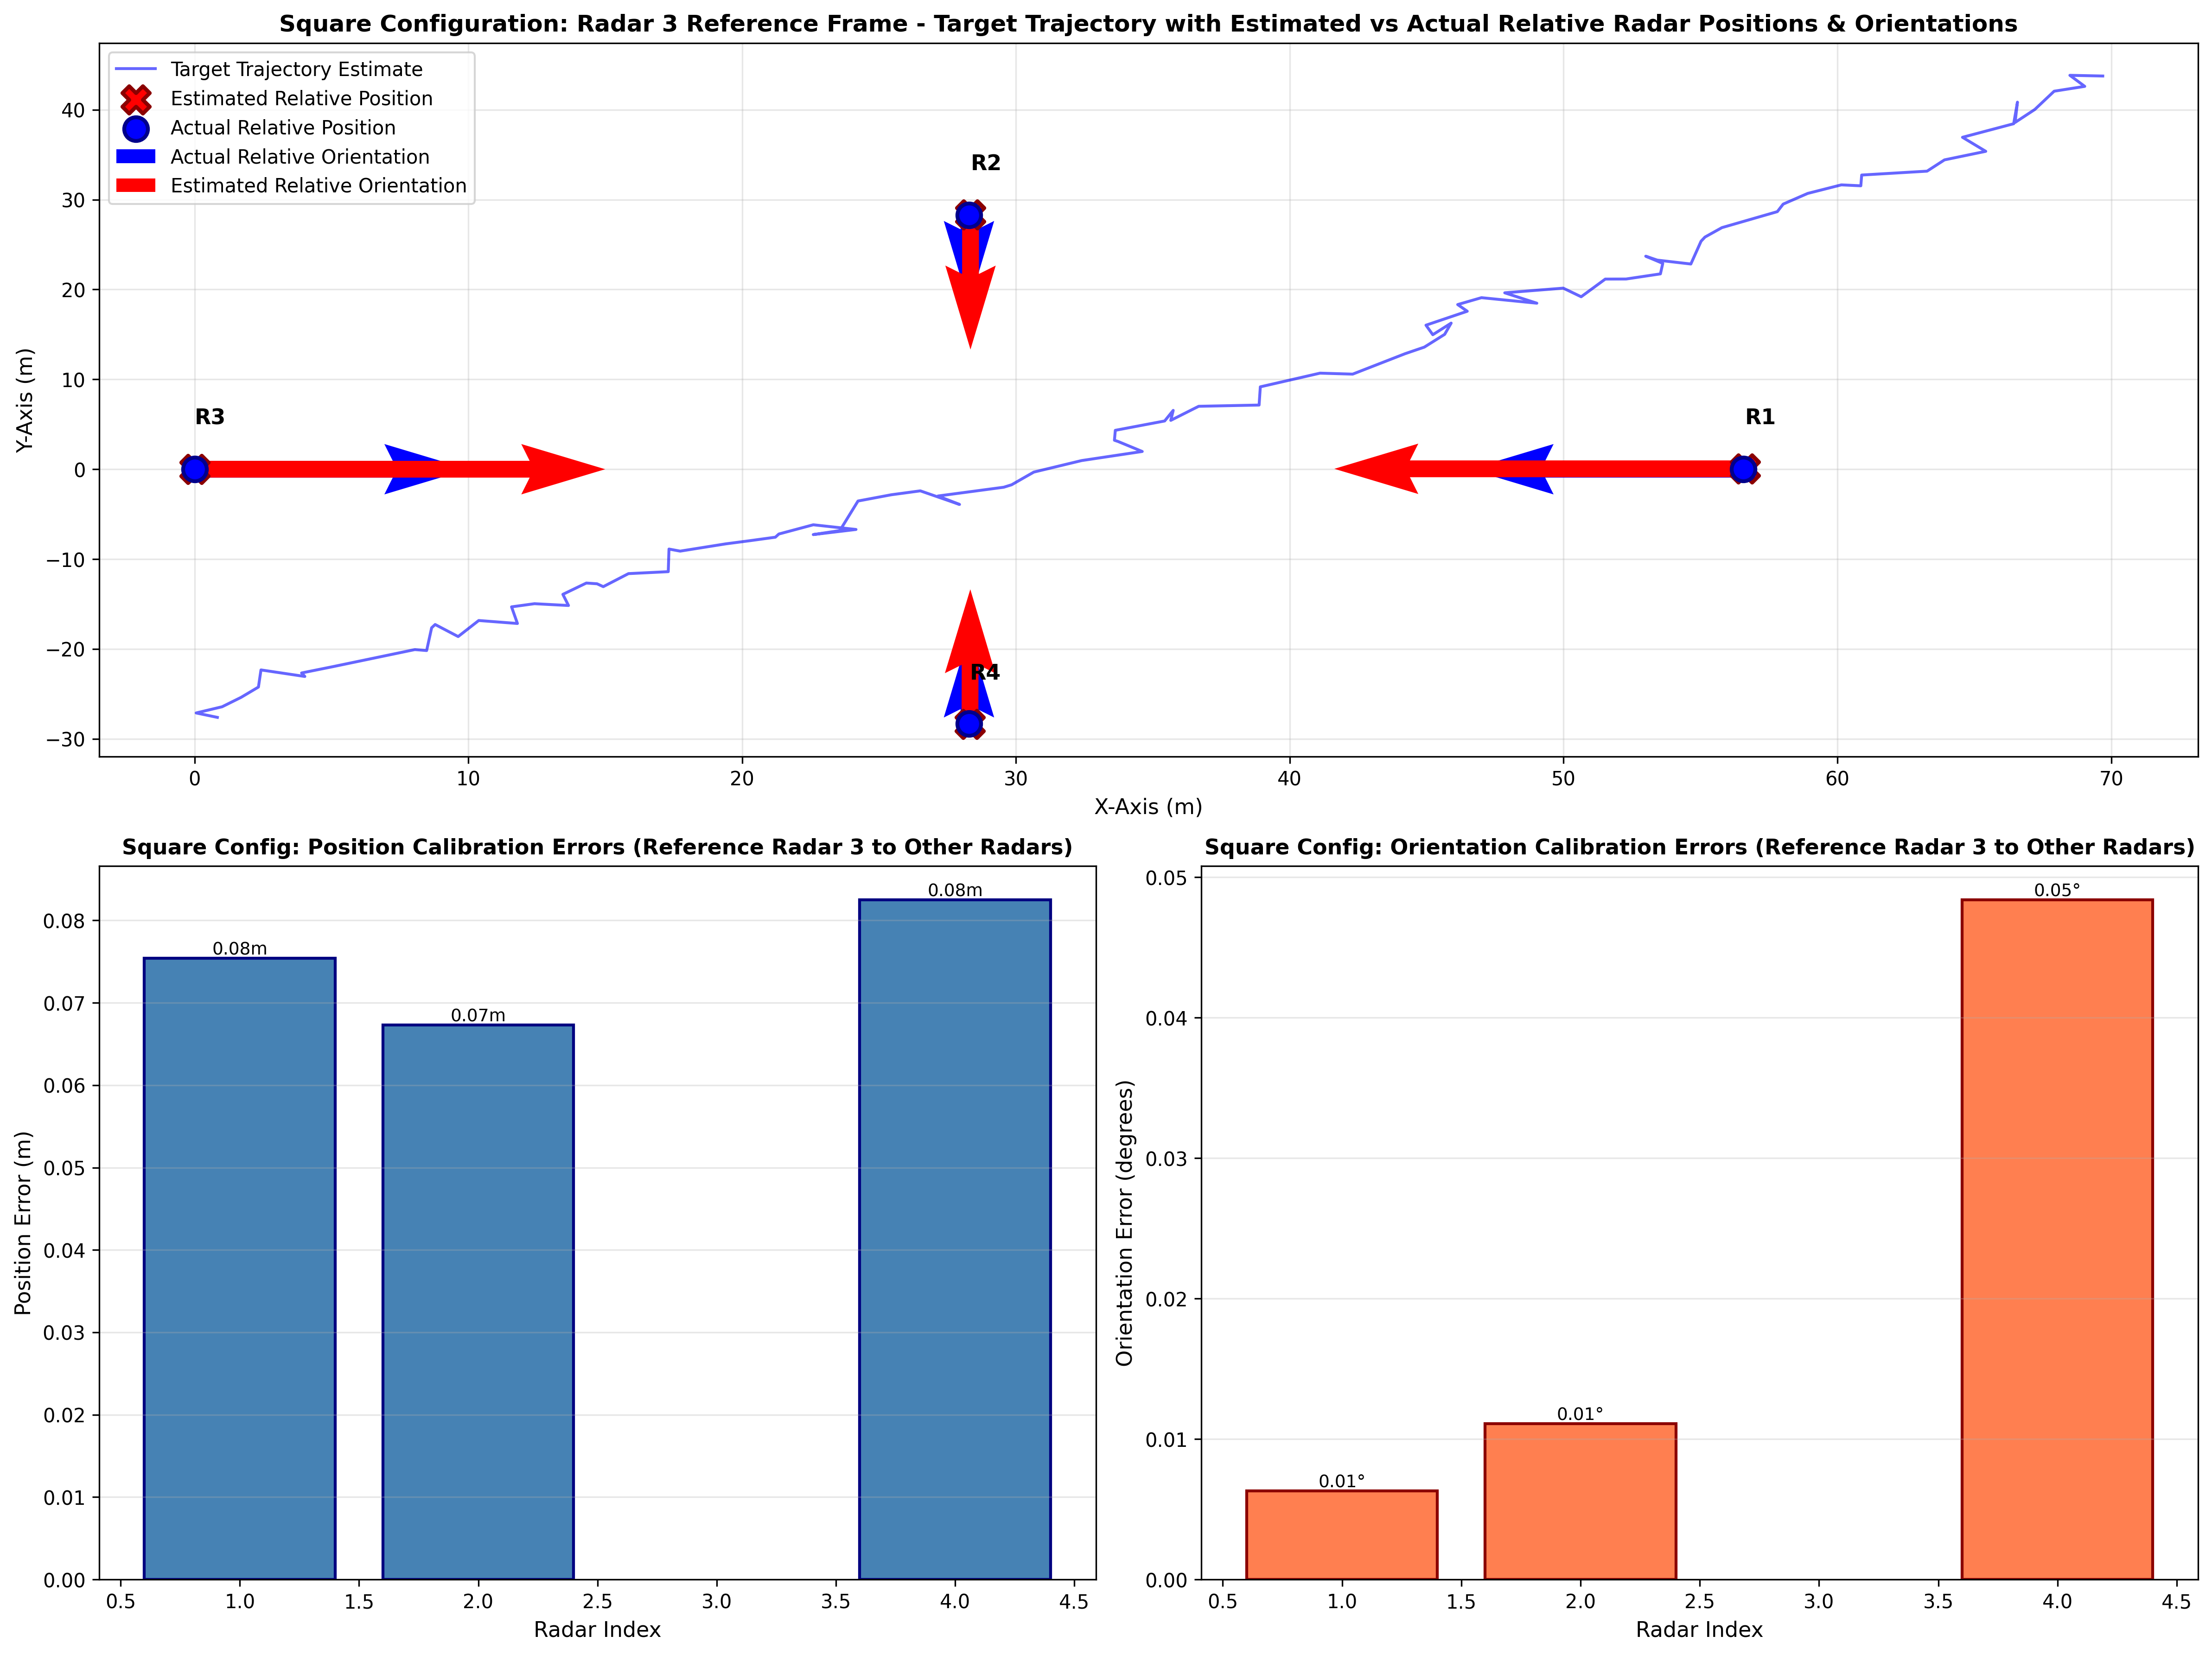 Square Configuration: Radar 3 Reference Frame - Target Trajectory with Estimated vs Actual Relative Radar Positions & Orientations
Target Trajectory Estimate
Estimated Relative Position
Actual Relative Position
Actual Relative Orientation
Estimated Relative Orientation
R2
R3
R1
R4
Y-Axis (m)
40
30
20
10
0
−10
−20
−30
0 10 20 30 40 50 60 70
X-Axis (m)
Square Config: Position Calibration Errors (Reference Radar 3 to Other Radars)
0.08m
0.07m
0.08m
Position Error (m)
0.08
0.07
0.06
0.05
0.04
0.03
0.02
0.01
0.00
0.5 1.0 1.5 2.0 2.5 3.0 3.5 4.0 4.5
Radar Index
Square Config: Orientation Calibration Errors (Reference Radar 3 to Other Radars)
0.01°
0.01°
0.05°
Orientation Error (degrees)
0.05
0.04
0.03
0.02
0.01
0.00
0.5 1.0 1.5 2.0 2.5 3.0 3.5 4.0 4.5
Radar Index